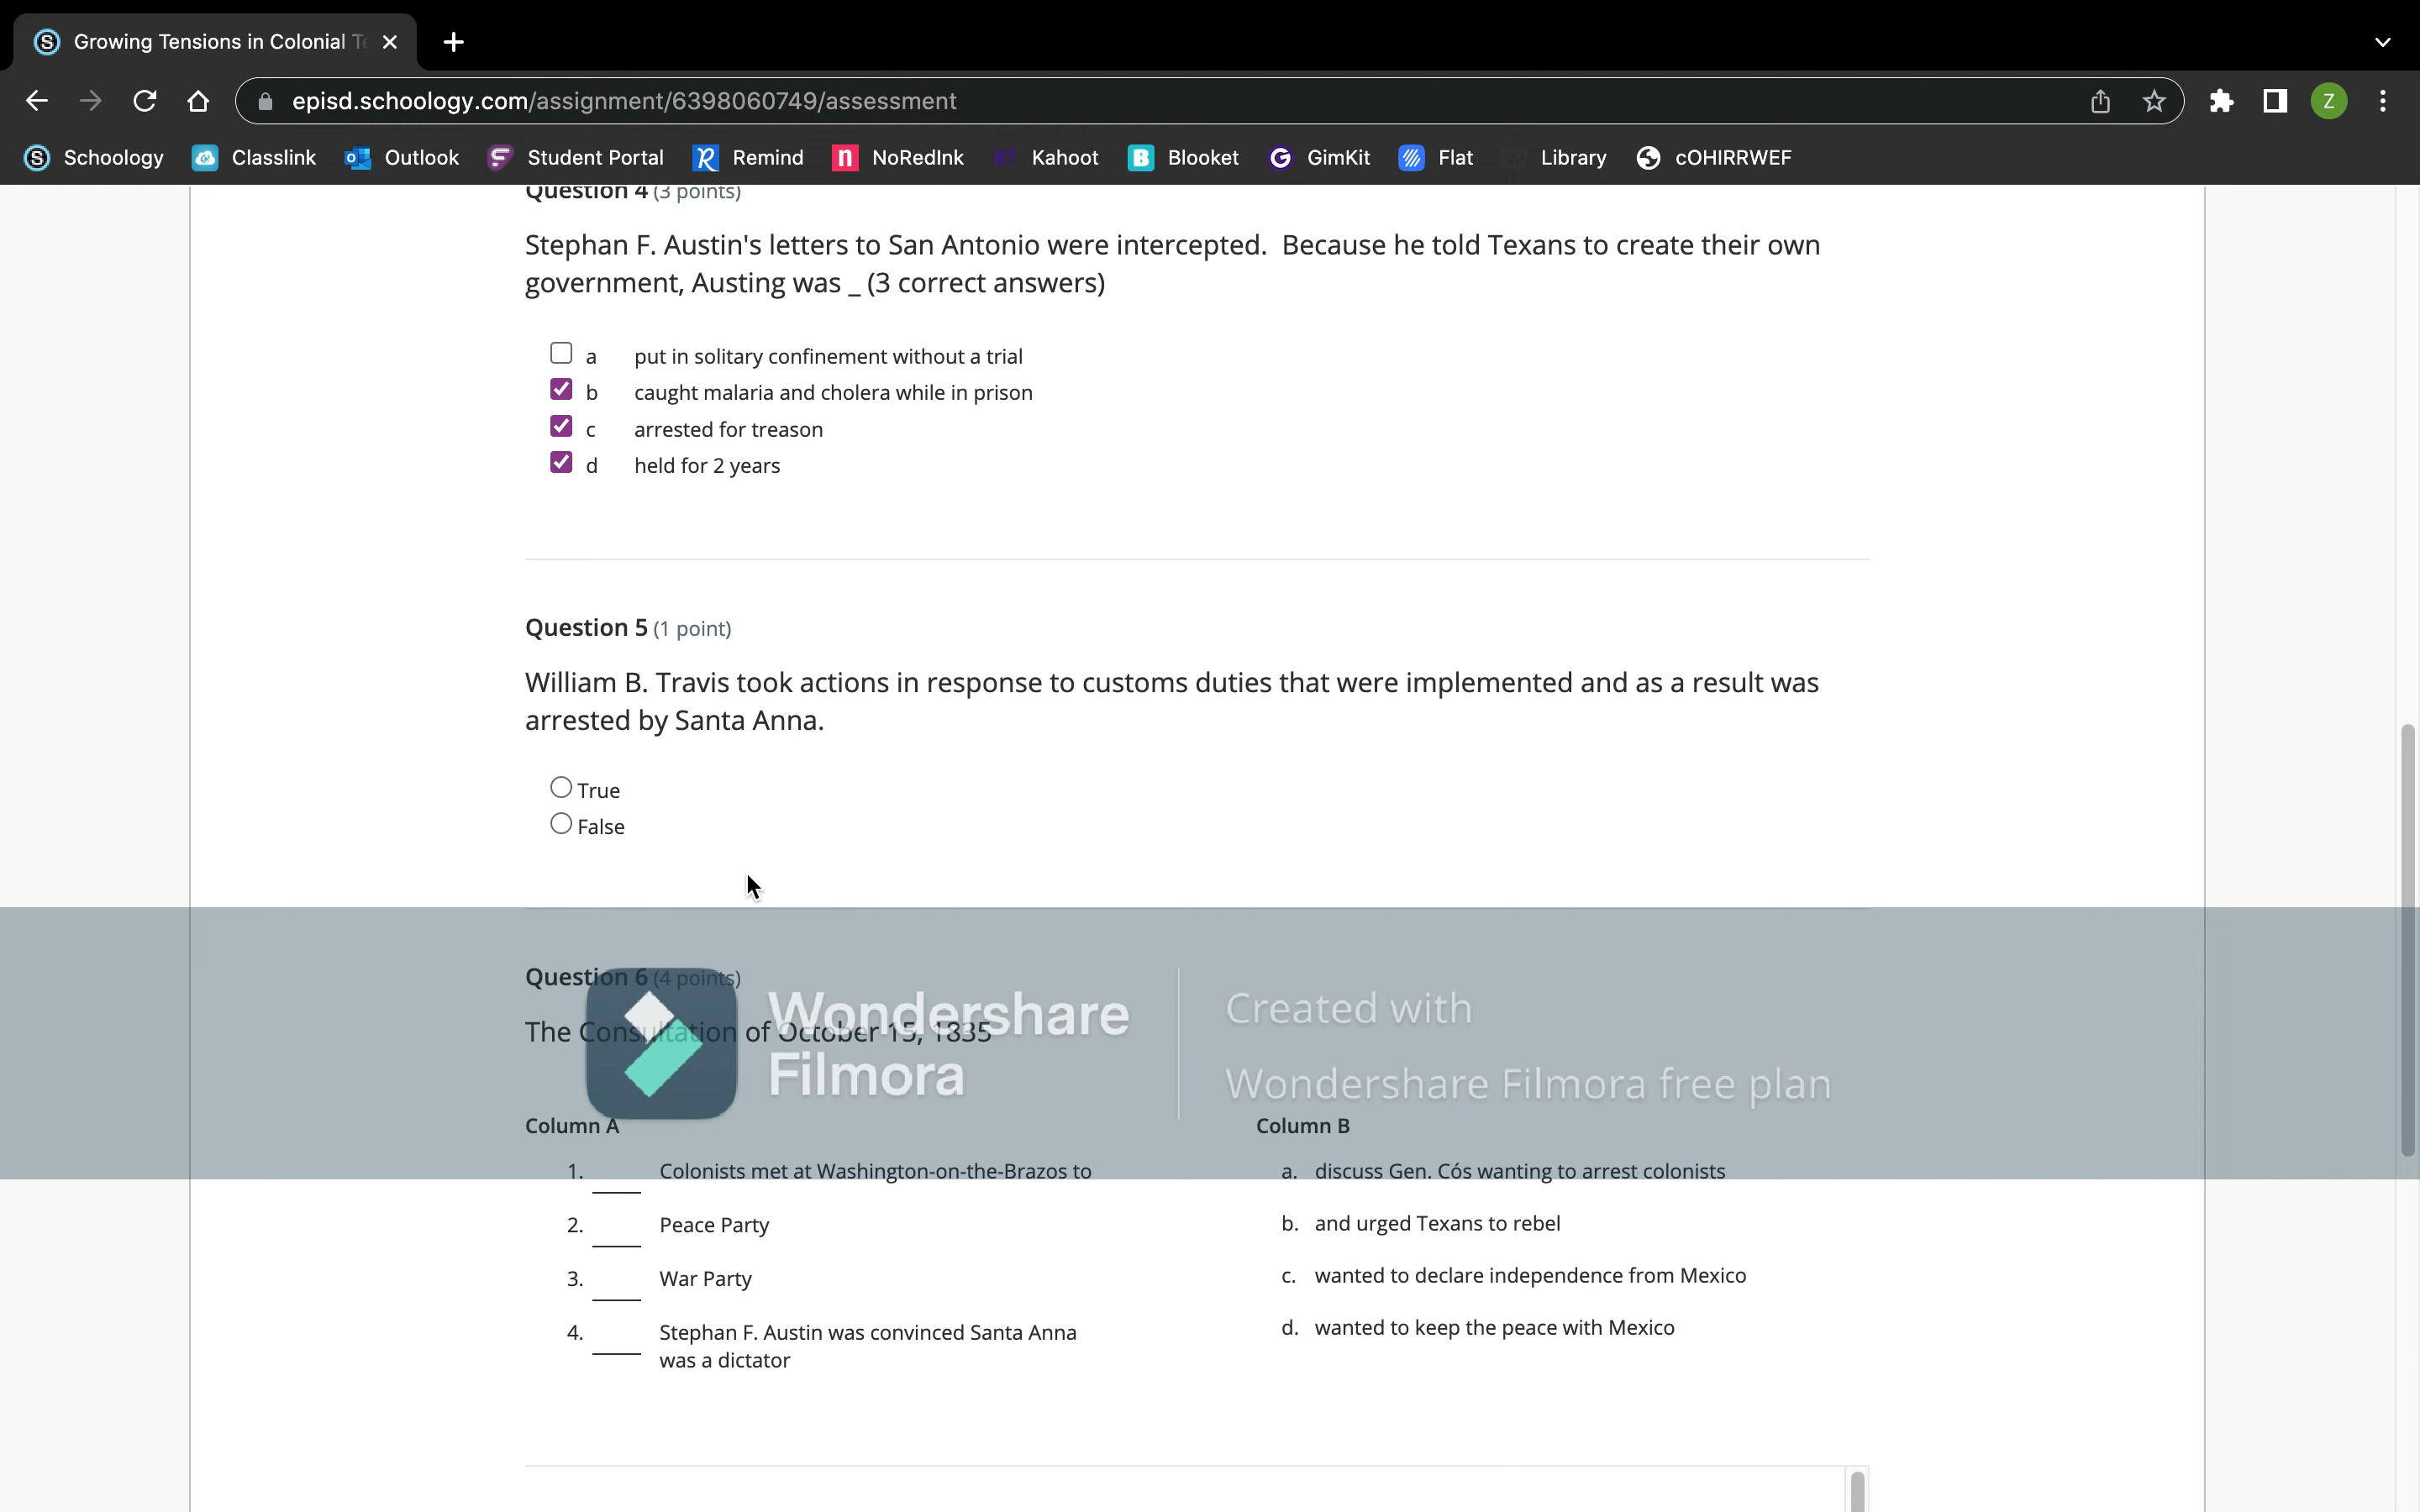 Growing Tensions in Colonial Te
episd.schoology.com/assignment/6398060749/assessment
Z
Schoology Classlink Outlook Student Portal Remind NoRedInk Kahoot Blooket GimKit Flat Library cOHIRRWEF
Question 4 (3 points)
Stephan F. Austin's letters to San Antonio were intercepted. Because he told Texans to create their own
government, Austing was _ (3 correct answers)
a put in solitary confinement without a trial
b caught malaria and cholera while in prison
c arrested for treason
d held for 2 years
Question 5 (1 point)
William B. Travis took actions in response to customs duties that were implemented and as a result was
arrested by Santa Anna.
True
False
Question 6 (4 points)
The Consultation of October 15, 1835
Wondershare
Filmora
Created with
Wondershare Filmora free plan
Column A
1. ____ Colonists met at Washington-on-the-Brazos to
2. ____ Peace Party
3. ____ War Party
4. ____ Stephan F. Austin was convinced Santa Anna
was a dictator
Column B
a. discuss Gen. Cós wanting to arrest colonists
b. and urged Texans to rebel
c. wanted to declare independence from Mexico
d. wanted to keep the peace with Mexico